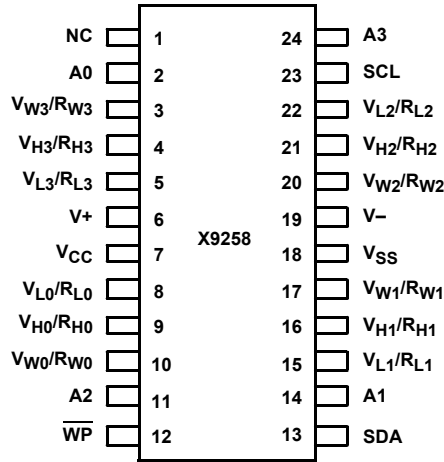 NC 1 24 A3
A0 2 23 SCL
VW3/RW3 3 22 VL2/RL2
VH3/RH3 4 21 VH2/RH2
VL3/RL3 5 20 VW2/RW2
V+ 6 19 V–
X9258
VCC 7 18 VSS
VL0/RL0 8 17 VW1/RW1
VH0/RH0 9 16 VH1/RH1
VW0/RW0 10 15 VL1/RL1
A2 11 14 A1
W̅P̅ 12 13 SDA